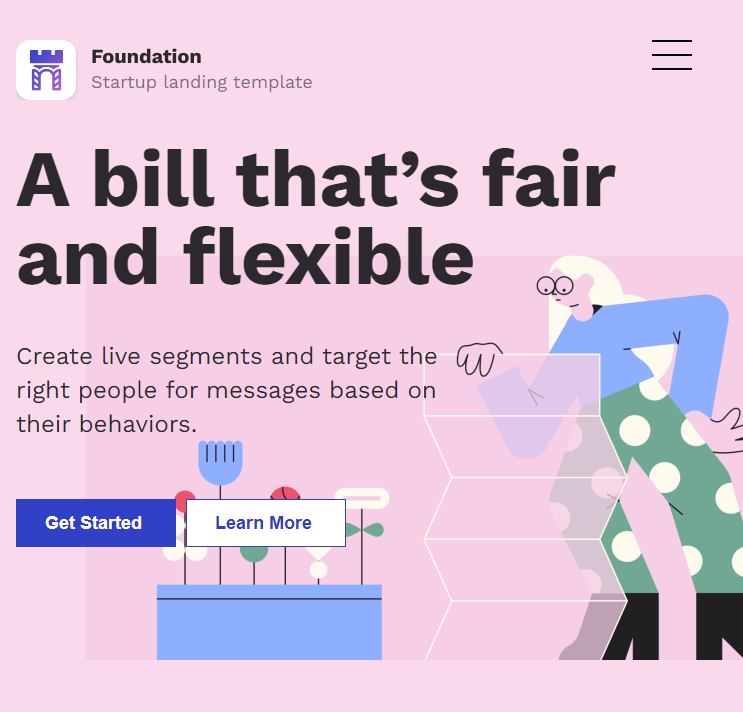 Foundation
Startup landing template
A bill that’s fair
and flexible
Create live segments and target the
right people for messages based on
their behaviors.
Get Started
Learn More